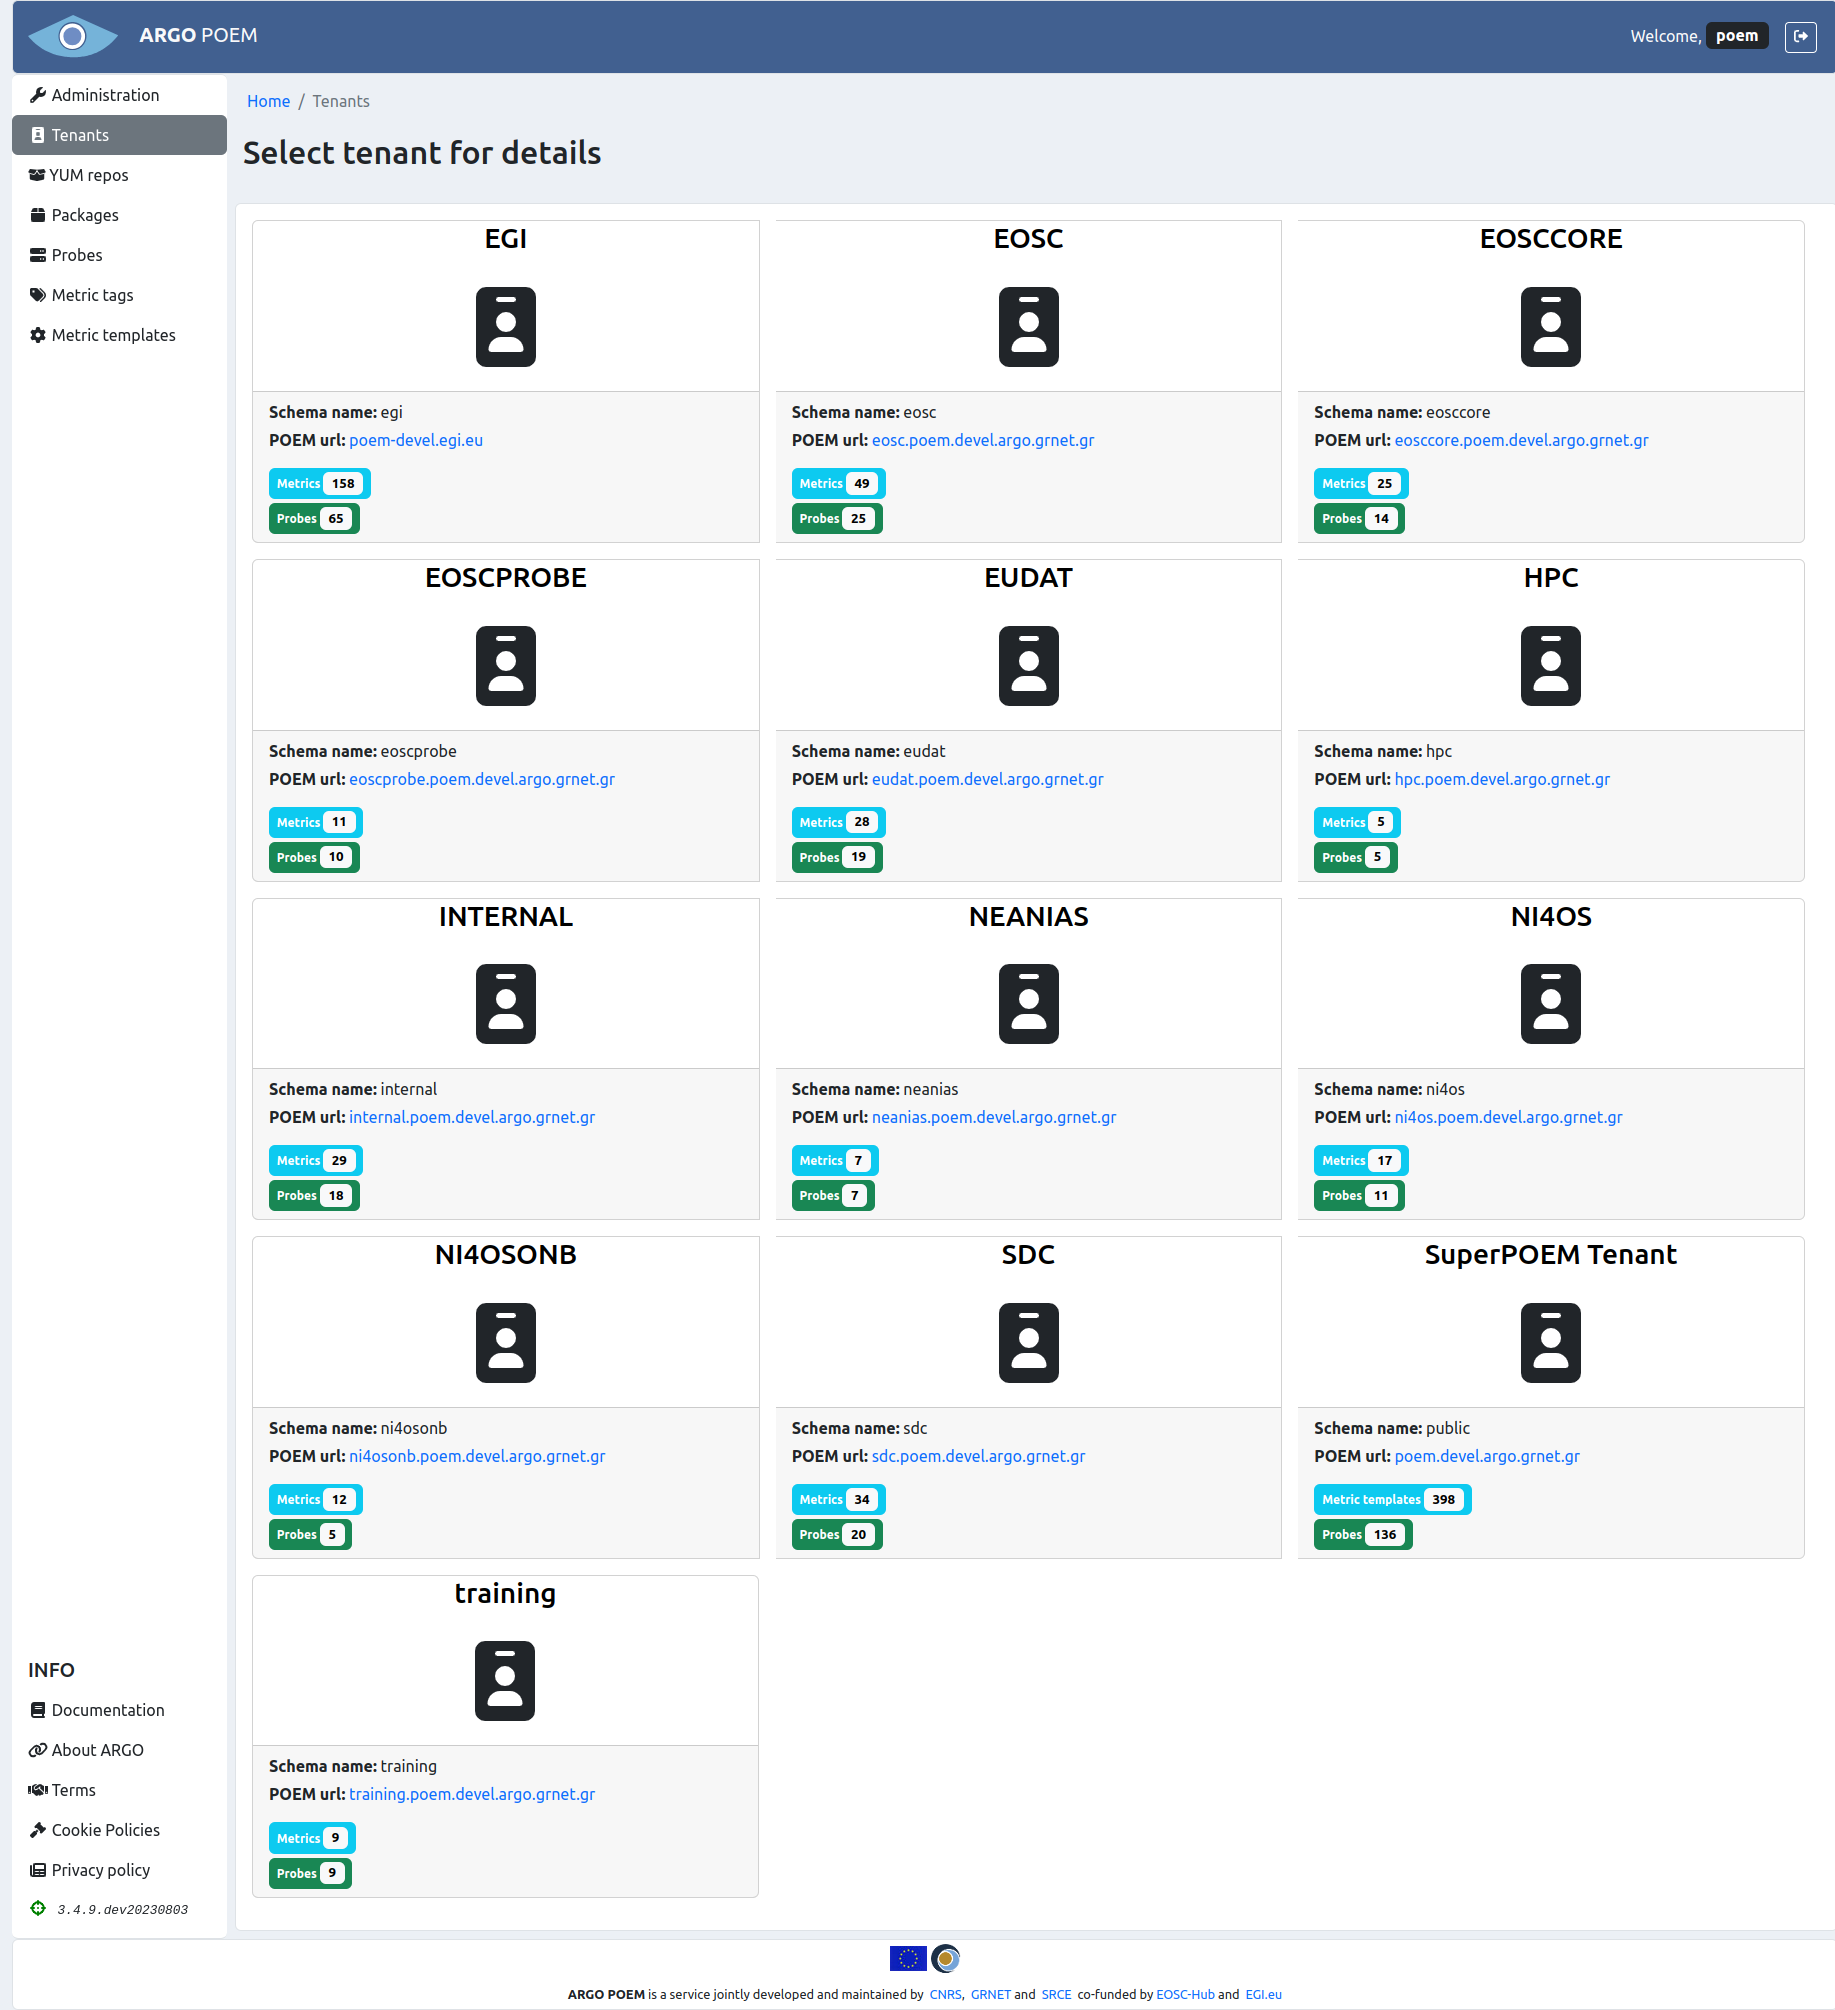 ARGO POEM
Welcome, poem
Administration
Tenants
YUM repos
Packages
Probes
Metric tags
Metric templates
Home / Tenants
Select tenant for details
EGI
Schema name: egi
POEM url: poem-devel.egi.eu
Metrics 158
Probes 65
EOSC
Schema name: eosc
POEM url: eosc.poem.devel.argo.grnet.gr
Metrics 49
Probes 25
EOSCCORE
Schema name: eosccore
POEM url: eosccore.poem.devel.argo.grnet.gr
Metrics 25
Probes 14
EOSCPROBE
Schema name: eoscprobe
POEM url: eoscprobe.poem.devel.argo.grnet.gr
Metrics 11
Probes 10
EUDAT
Schema name: eudat
POEM url: eudat.poem.devel.argo.grnet.gr
Metrics 28
Probes 19
HPC
Schema name: hpc
POEM url: hpc.poem.devel.argo.grnet.gr
Metrics 5
Probes 5
INTERNAL
Schema name: internal
POEM url: internal.poem.devel.argo.grnet.gr
Metrics 29
Probes 18
NEANIAS
Schema name: neanias
POEM url: neanias.poem.devel.argo.grnet.gr
Metrics 7
Probes 7
NI4OS
Schema name: ni4os
POEM url: ni4os.poem.devel.argo.grnet.gr
Metrics 17
Probes 11
NI4OSONB
Schema name: ni4osonb
POEM url: ni4osonb.poem.devel.argo.grnet.gr
Metrics 12
Probes 5
SDC
Schema name: sdc
POEM url: sdc.poem.devel.argo.grnet.gr
Metrics 34
Probes 20
SuperPOEM Tenant
Schema name: public
POEM url: poem.devel.argo.grnet.gr
Metric templates 398
Probes 136
training
Schema name: training
POEM url: training.poem.devel.argo.grnet.gr
Metrics 9
Probes 9
INFO
Documentation
About ARGO
Terms
Cookie Policies
Privacy policy
3.4.9.dev20230803
ARGO POEM is a service jointly developed and maintained by CNRS, GRNET and SRCE co-funded by EOSC-Hub and EGI.eu